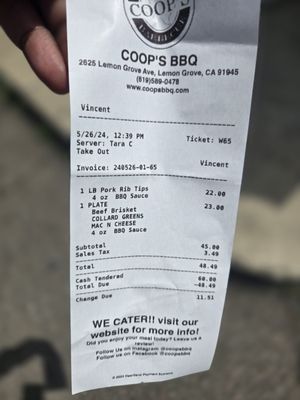 COOP'S
BARBECUE
COOP'S BBQ
2625 Lemon Grove Ave, Lemon Grove, CA 91945
(619)589-0478
www.coopsbbq.com
Vincent
5/26/24, 12:39 PM
Ticket: W65
Server: Tara C
Take Out
Vincent
Invoice: 240526-01-65
1 LB Pork Rib Tips 22.00
4 oz BBQ Sauce
1 PLATE 23.00
Beef Brisket
COLLARD GREENS
MAC N CHEESE
4 oz BBQ Sauce
Subtotal 45.00
Sales Tax 3.49
Total 48.49
Cash Tenderad 60.00
Total Due -48.49
Change Due 11.51
WE CATER!! visit our
website for more info!
Did you enjoy your meal today? Leave us a
review!
Follow Us on Instagram @coopsbbq
Follow us on Facebook @coopsbbq